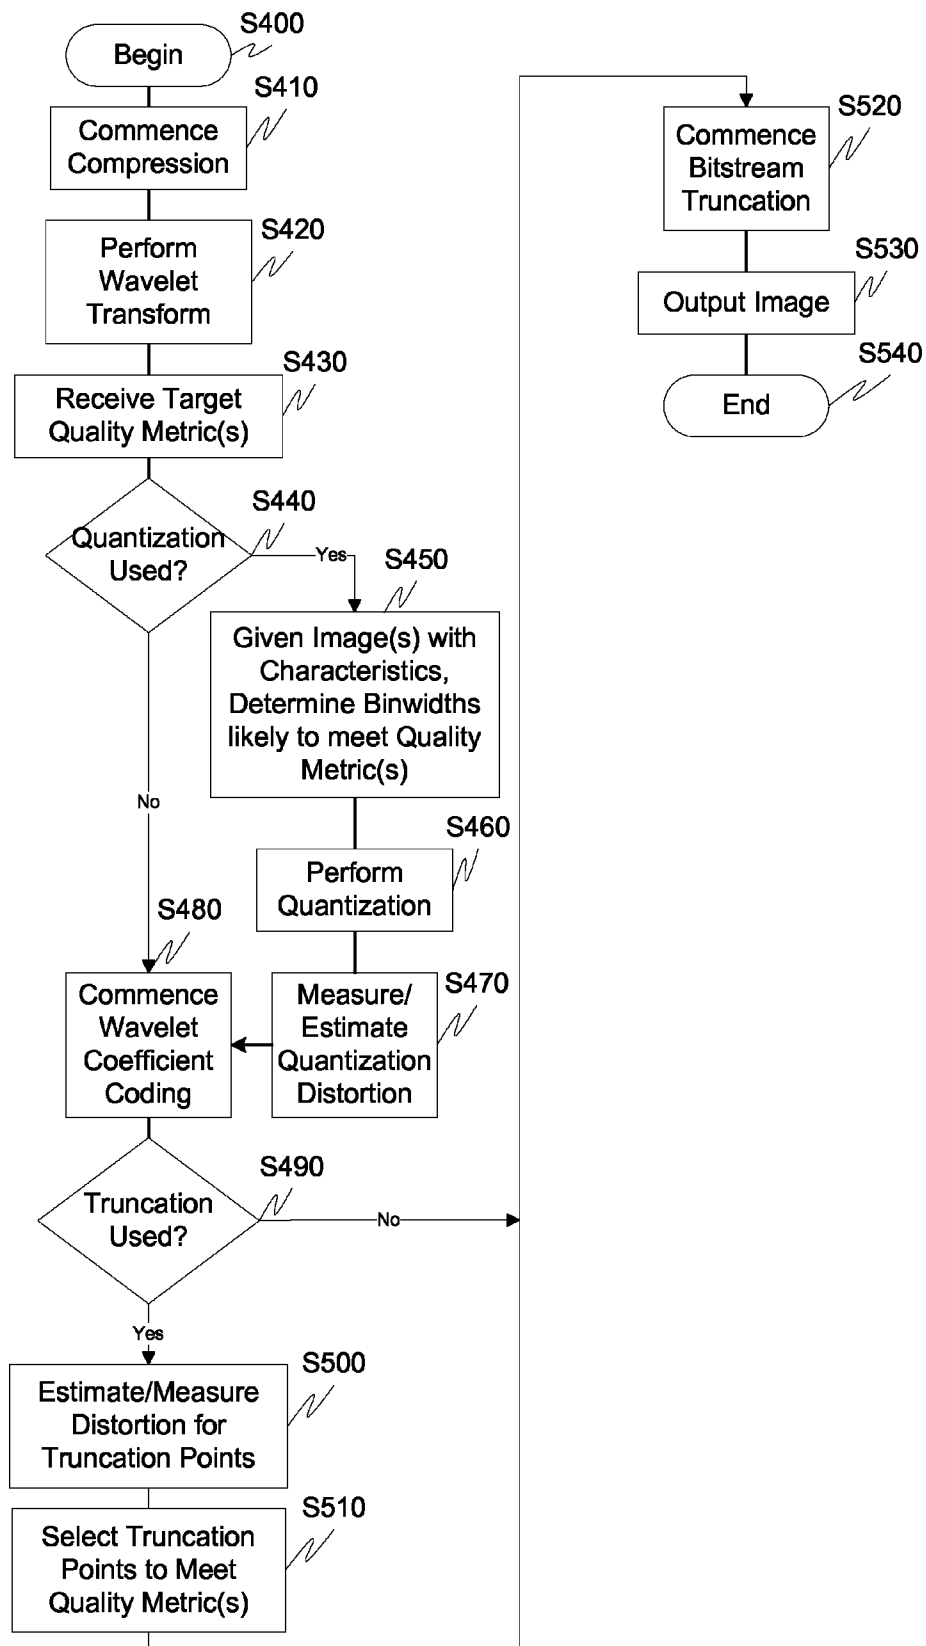 S400
Begin
S410
Commence
Compression
S420
Perform
Wavelet
Transform
S430
Receive Target
Quality Metric(s)
S440
Quantization
Used?
Yes
S450
Given Image(s) with
Characteristics,
Determine Binwidths
likely to meet Quality
Metric(s)
No
S460
Perform
Quantization
S470
Measure/
Estimate
Quantization
Distortion
S480
Commence
Wavelet
Coefficient
Coding
S490
Truncation
Used?
No
Yes
S500
Estimate/Measure
Distortion for
Truncation Points
S510
Select Truncation
Points to Meet
Quality Metric(s)
S520
Commence
Bitstream
Truncation
S530
Output Image
S540
End